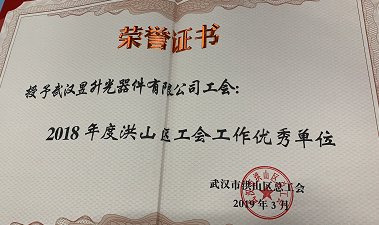 荣誉证书
授予武汉昱升光器件有限公司工会:
2018年度洪山区工会工作优秀单位
武汉市洪山区总工会
2019年3月